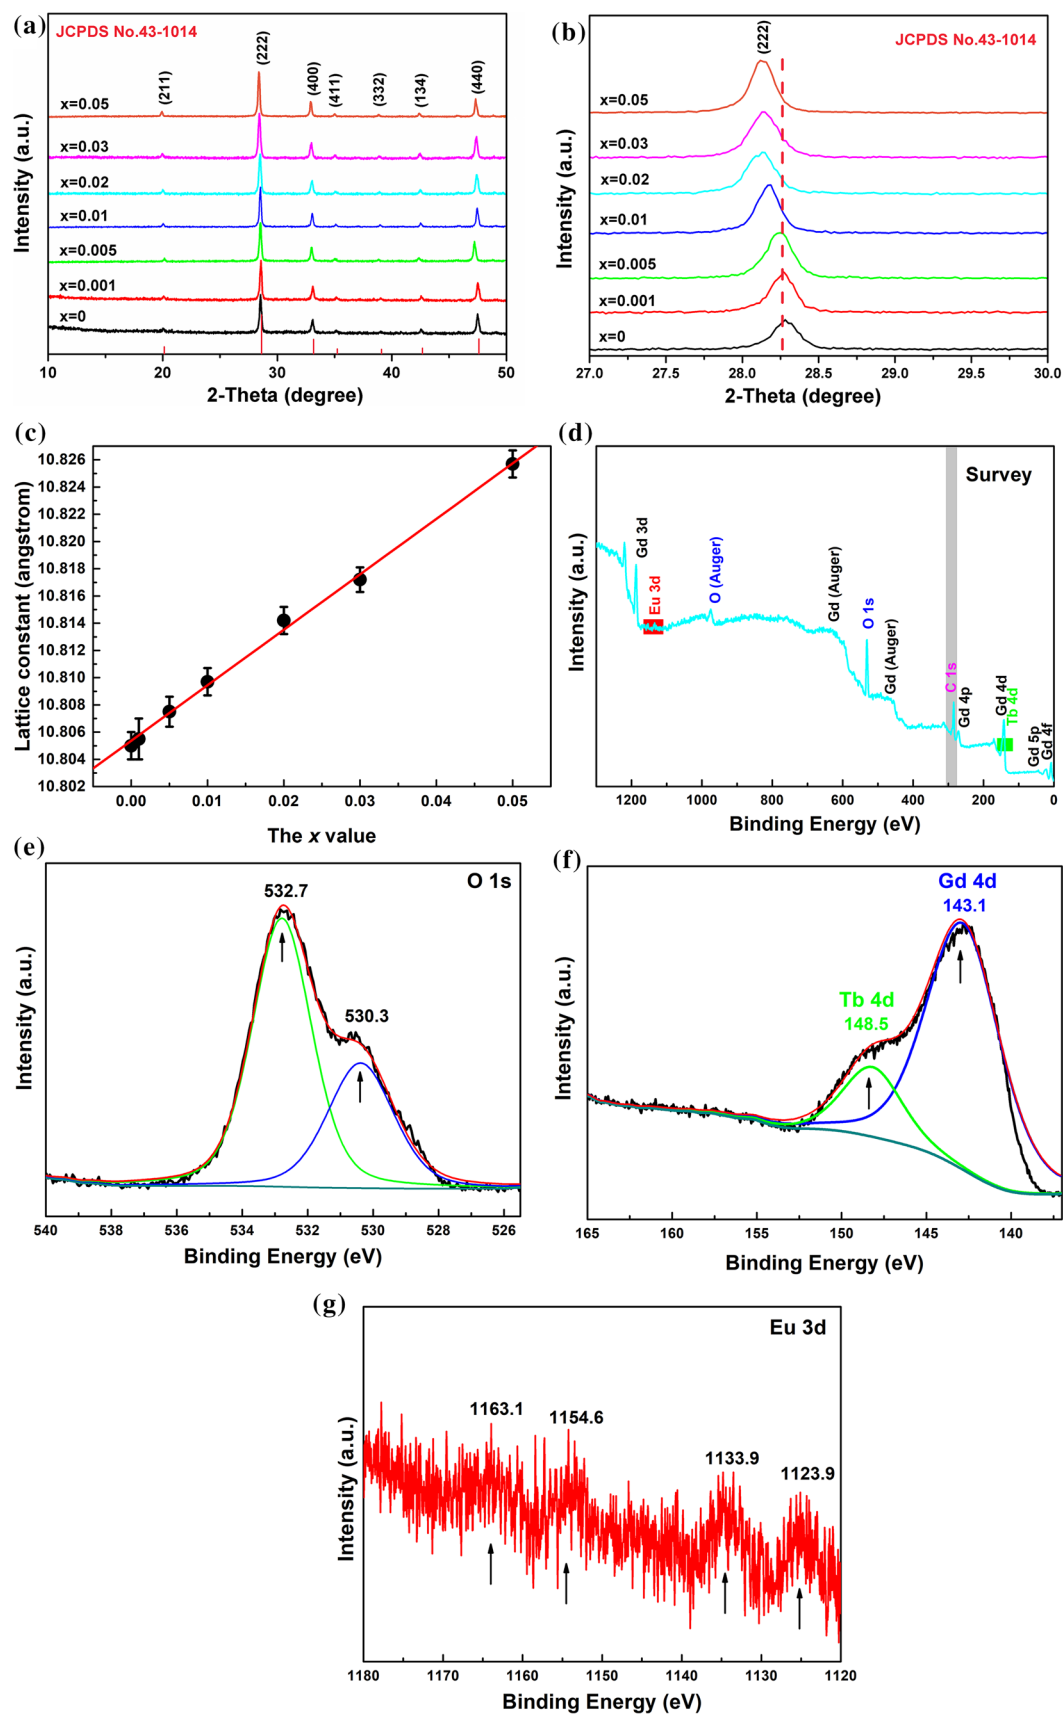 (a)
JCPDS No.43-1014
(211)
(222)
(400)
(411)
(332)
(134)
(440)
x=0.05
x=0.03
x=0.02
x=0.01
x=0.005
x=0.001
x=0
Intensity (a.u.)
10 20 30 40 50
2-Theta (degree)
(b)
(222)
JCPDS No.43-1014
x=0.05
x=0.03
x=0.02
x=0.01
x=0.005
x=0.001
x=0
Intensity (a.u.)
27.0 27.5 28.0 28.5 29.0 29.5 30.0
2-Theta (degree)
(c)
10.826
10.824
10.822
10.820
10.818
10.816
10.814
10.812
10.810
10.808
10.806
10.804
10.802
Lattice constant (angstrom)
0.00 0.01 0.02 0.03 0.04 0.05
The x value
(d)
Survey
Gd 3d
Eu 3d
O (Auger)
Gd (Auger)
O 1s
Gd (Auger)
C 1s
Gd 4p
Gd 4d
Tb 4d
Gd 5p
Gd 4f
Intensity (a.u.)
1200 1000 800 600 400 200 0
Binding Energy (eV)
(e)
O 1s
532.7
530.3
Intensity (a.u.)
540 538 536 534 532 530 528 526
Binding Energy (eV)
(f)
Gd 4d
143.1
Tb 4d
148.5
Intensity (a.u.)
165 160 155 150 145 140
Binding Energy (eV)
(g)
Eu 3d
1163.1
1154.6
1133.9
1123.9
Intensity (a.u.)
1180 1170 1160 1150 1140 1130 1120
Binding Energy (eV)